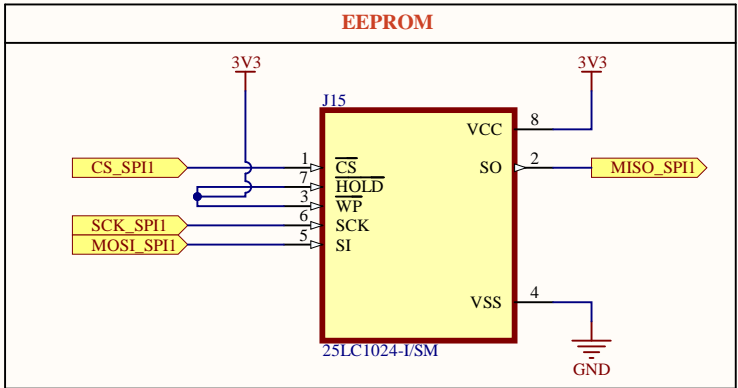 EEPROM
3V3
3V3
J15
VCC
8
CS_SPI1
1
CS
SO
2
MISO_SPI1
7
HOLD
3
WP
SCK_SPI1
6
SCK
MOSI_SPI1
5
SI
VSS
4
25LC1024-I/SM
GND